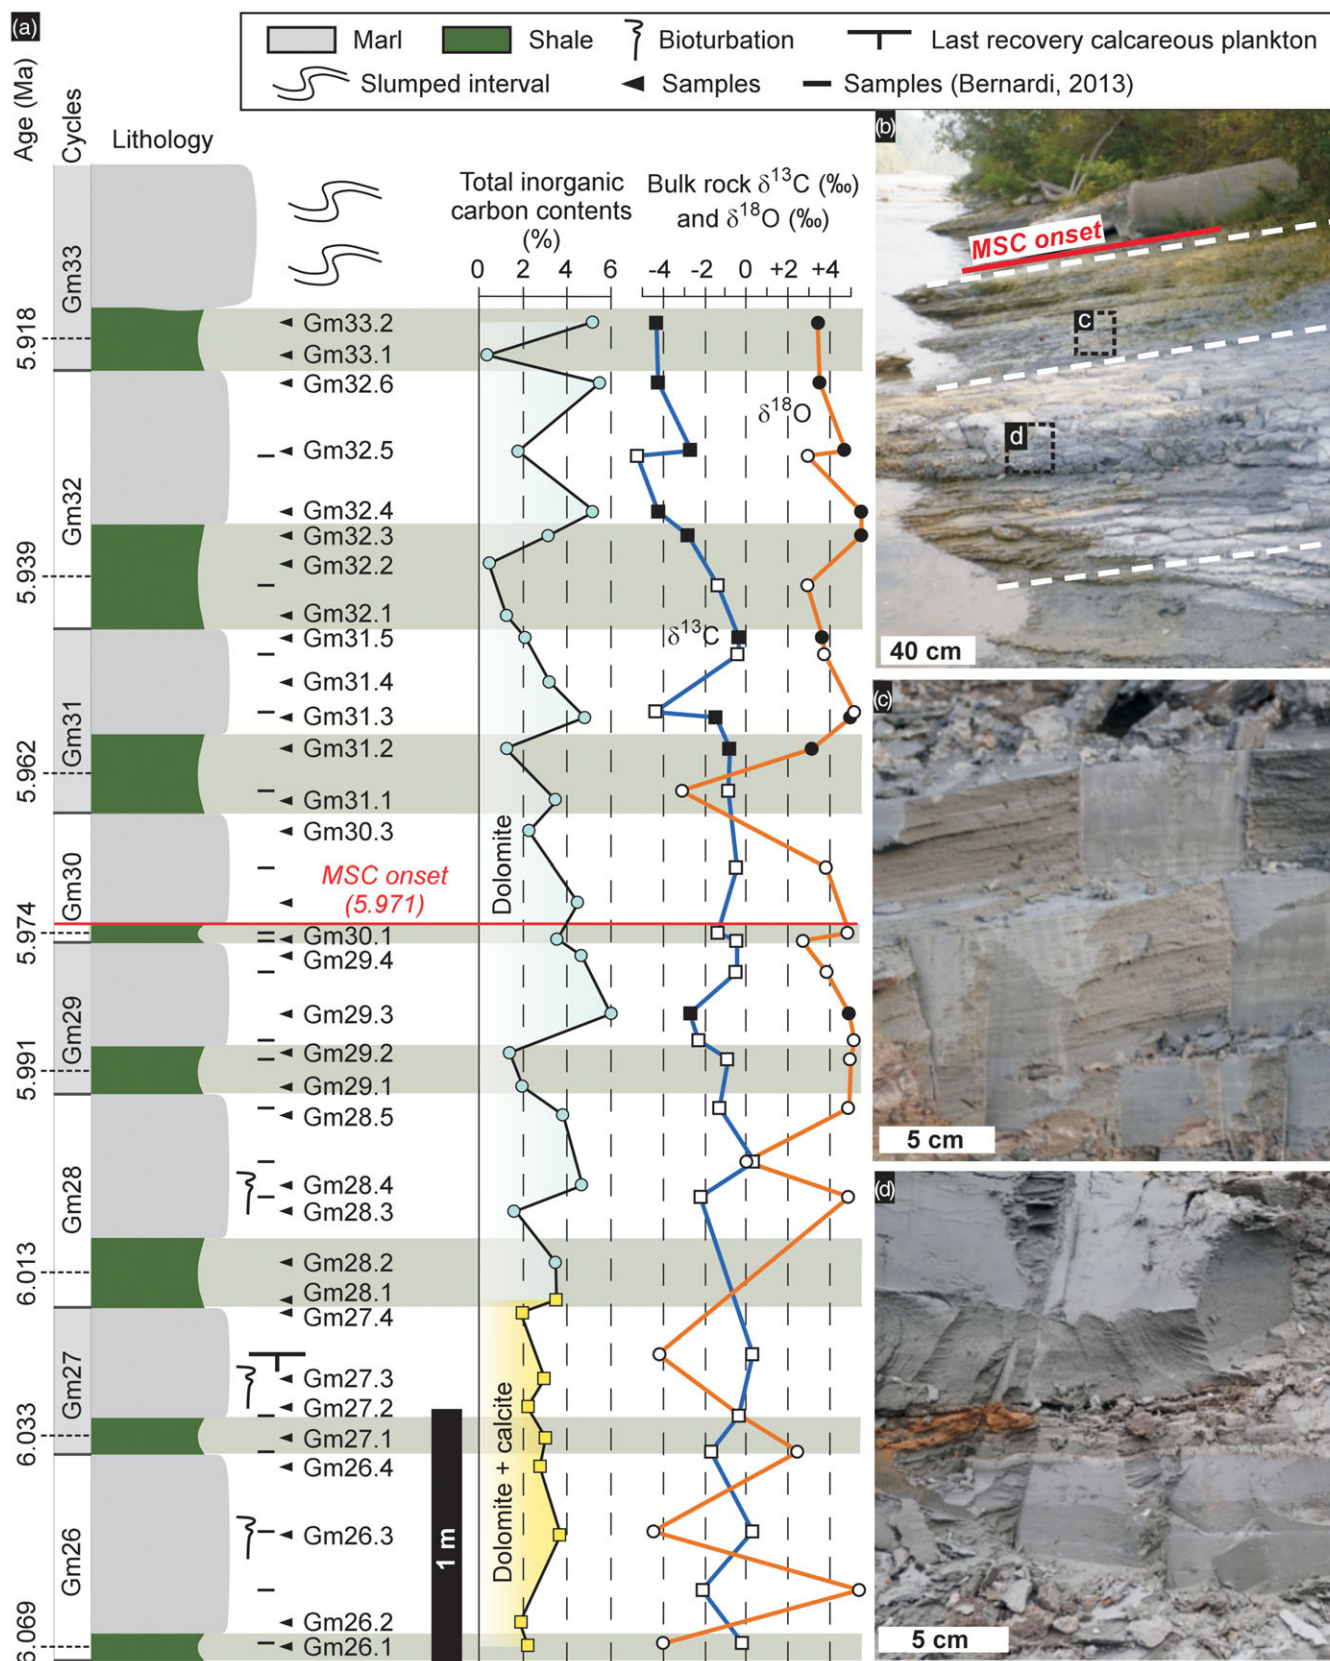 (a)
Marl
Shale
Bioturbation
Last recovery calcareous plankton
Slumped interval
Samples
Samples (Bernardi, 2013)
Age (Ma)
Cycles
Lithology
Total inorganic
carbon contents
(%)
0 2 4 6
Bulk rock δ13C (‰)
and δ18O (‰)
-4 -2 0 +2 +4
Gm33
5.918
Gm33.2
Gm33.1
Gm32
5.939
Gm32.6
Gm32.5
Gm32.4
Gm32.3
Gm32.2
Gm32.1
δ18O
δ13C
Gm31
5.962
Gm31.5
Gm31.4
Gm31.3
Gm31.2
Gm31.1
Gm30
5.974
Gm30.3
MSC onset
(5.971)
Gm30.1
Dolomite
Gm29
5.991
Gm29.4
Gm29.3
Gm29.2
Gm29.1
Gm28
6.013
Gm28.5
Gm28.4
Gm28.3
Gm28.2
Gm28.1
Gm27
6.033
Gm27.4
Gm27.3
Gm27.2
Gm27.1
Gm26
6.069
Gm26.4
Gm26.3
Gm26.2
Gm26.1
Dolomite + calcite
1 m
(b)
MSC onset
c
d
40 cm
(c)
5 cm
(d)
5 cm